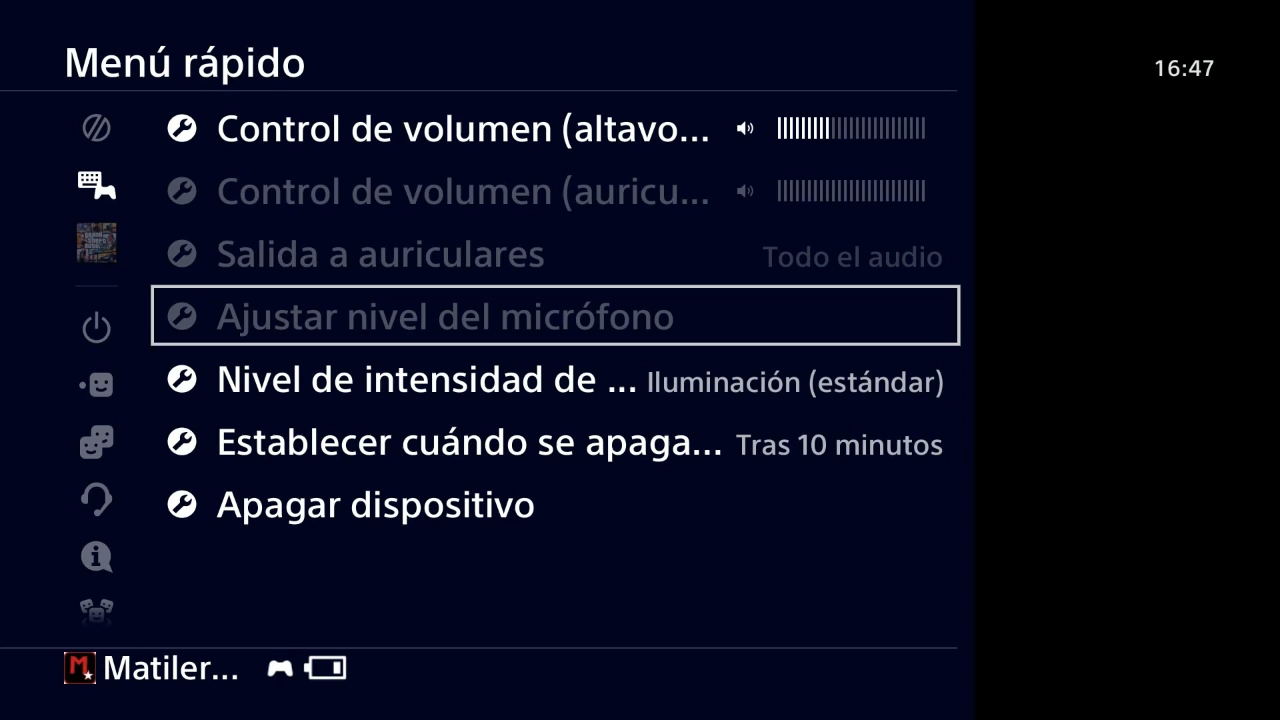 Menú rápido
16:47
Control de volumen (altavo...
Control de volumen (auricu...
Salida a auriculares Todo el audio
Ajustar nivel del micrófono
Nivel de intensidad de ... Iluminación (estándar)
Establecer cuándo se apaga... Tras 10 minutos
Apagar dispositivo
M Matiler...